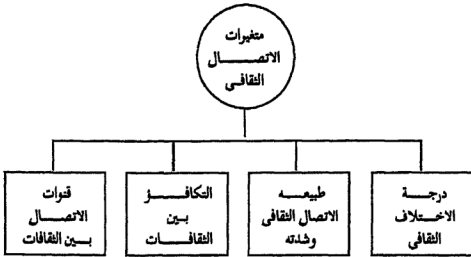 متغيرات
الاتصال
الثقافى
درجة
الاختلاف
الثقافى
طبيعه
الاتصال الثقافى
وشدته
التكافؤ
بين
الثقافات
قنوات
الاتصال
بين الثقافات